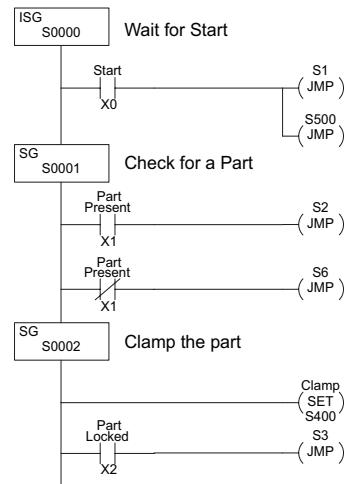 ISG
S0000
Wait for Start
Start
X0
S1
JMP
S500
JMP
SG
S0001
Check for a Part
Part
Present
X1
S2
JMP
Part
Present
X1
S6
JMP
SG
S0002
Clamp the part
Clamp
SET
S400
Part
Locked
X2
S3
JMP